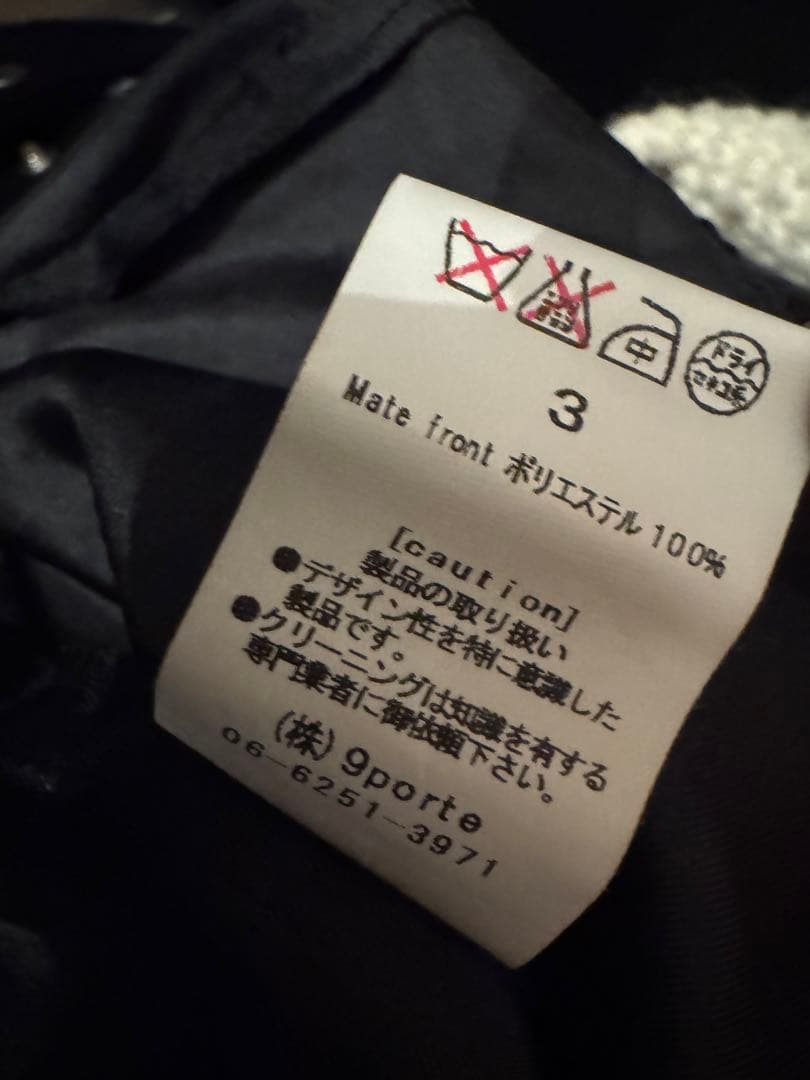 中
ドライ
3
Mate front ポリエステル 100%
[caution]
製品の取り扱い
●デザイン性を特に意識した
製品です。
●クリーニングは知識を有する
専門業者に御依頼下さい。
(株) 9porte
06-6251-3971